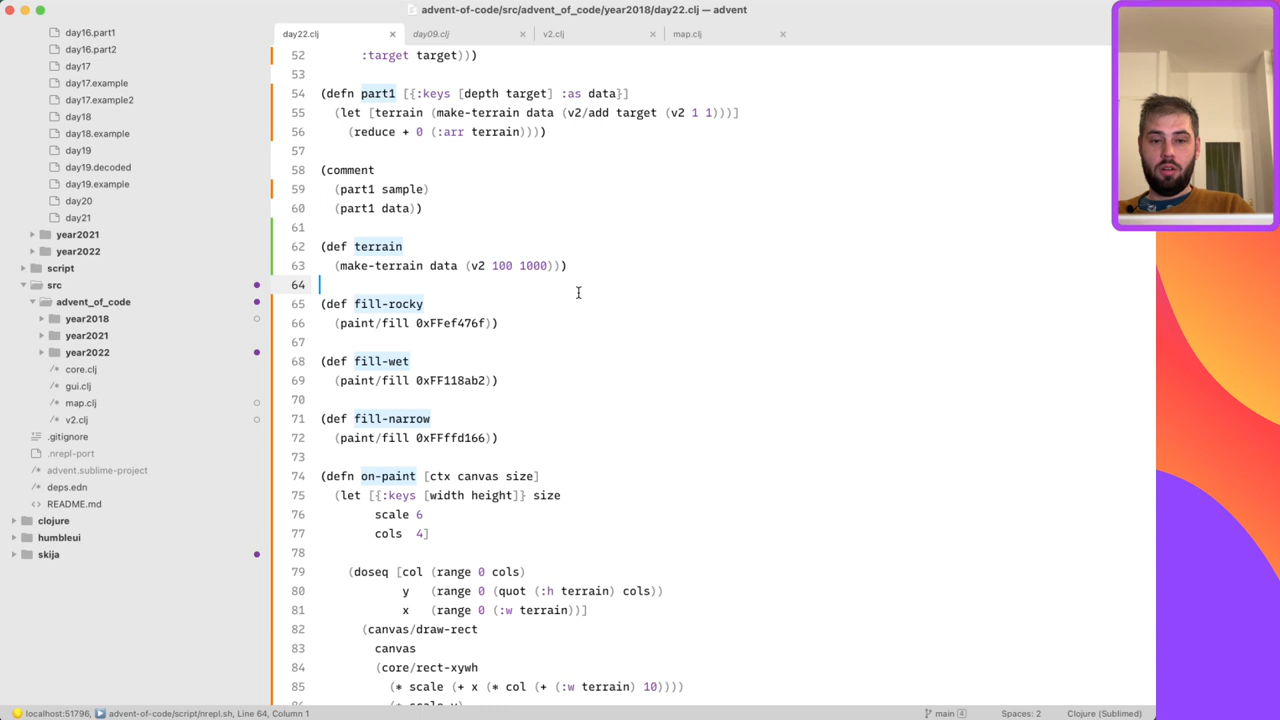 advent-of-code/src/advent_of_code/year2018/day22.clj — advent
day22.clj
day09.clj
v2.clj
map.clj
day16.part1
day16.part2
day17
day17.example
day17.example2
day18
day18.example
day19
day19.decoded
day19.example
day20
day21
year2021
year2022
script
src
advent_of_code
year2018
year2021
year2022
core.clj
gui.clj
map.clj
v2.clj
.gitignore
.nrepl-port
advent.sublime-project
deps.edn
README.md
clojure
humbleui
skija
52 :target target)))
53
54 (defn part1 [{:keys [depth target] :as data}]
55 (let [terrain (make-terrain data (v2/add target (v2 1 1)))]
56 (reduce + 0 (:arr terrain))))
57
58 (comment
59 (part1 sample)
60 (part1 data))
61
62 (def terrain
63 (make-terrain data (v2 100 1000)))
64
65 (def fill-rocky
66 (paint/fill 0xFFef476f))
67
68 (def fill-wet
69 (paint/fill 0xFF118ab2))
70
71 (def fill-narrow
72 (paint/fill 0xFFffd166))
73
74 (defn on-paint [ctx canvas size]
75 (let [{:keys [width height]} size
76 scale 6
77 cols 4]
78
79 (doseq [col (range 0 cols)
80 y (range 0 (quot (:h terrain) cols))
81 x (range 0 (:w terrain))]
82 (canvas/draw-rect
83 canvas
84 (core/rect-xywh
85 (* scale (+ x (* col (+ (:w terrain) 10))))
localhost:51796, advent-of-code/script/nrepl.sh, Line 64, Column 1
main 4
Spaces: 2
Clojure (Sublimed)